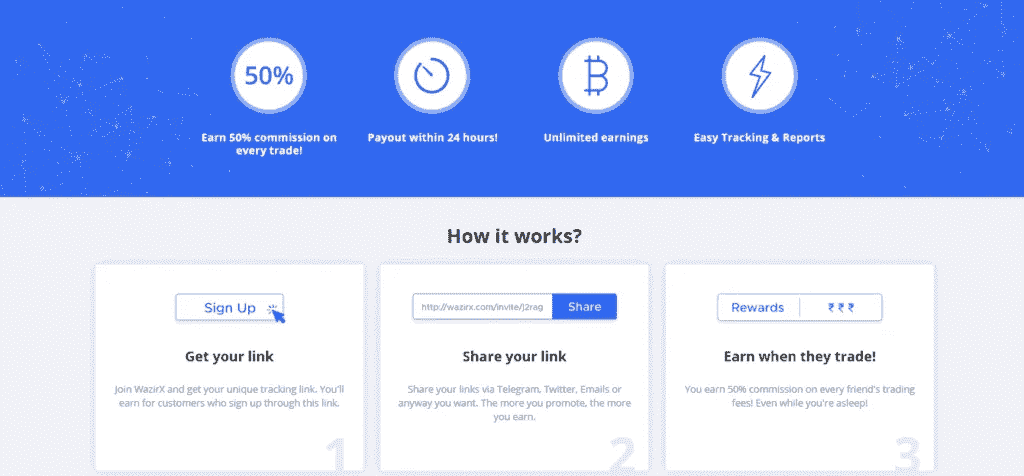 50%
Earn 50% commission on
every trade!
Payout within 24 hours!
Unlimited earnings
Easy Tracking & Reports
How it works?
Sign Up
Get your link
Join WazirX and get your unique tracking link. You'll
earn for customers who sign up through this link.
1
http://wazirx.com/invite/j2rag
Share
Share your link
Share your links via Telegram, Twitter, Emails or
anyway you want. The more you promote, the more
you earn.
2
Rewards ₹ ₹ ₹
Earn when they trade!
You earn 50% commission on every friend's trading
fees! Even while you're asleep!
3